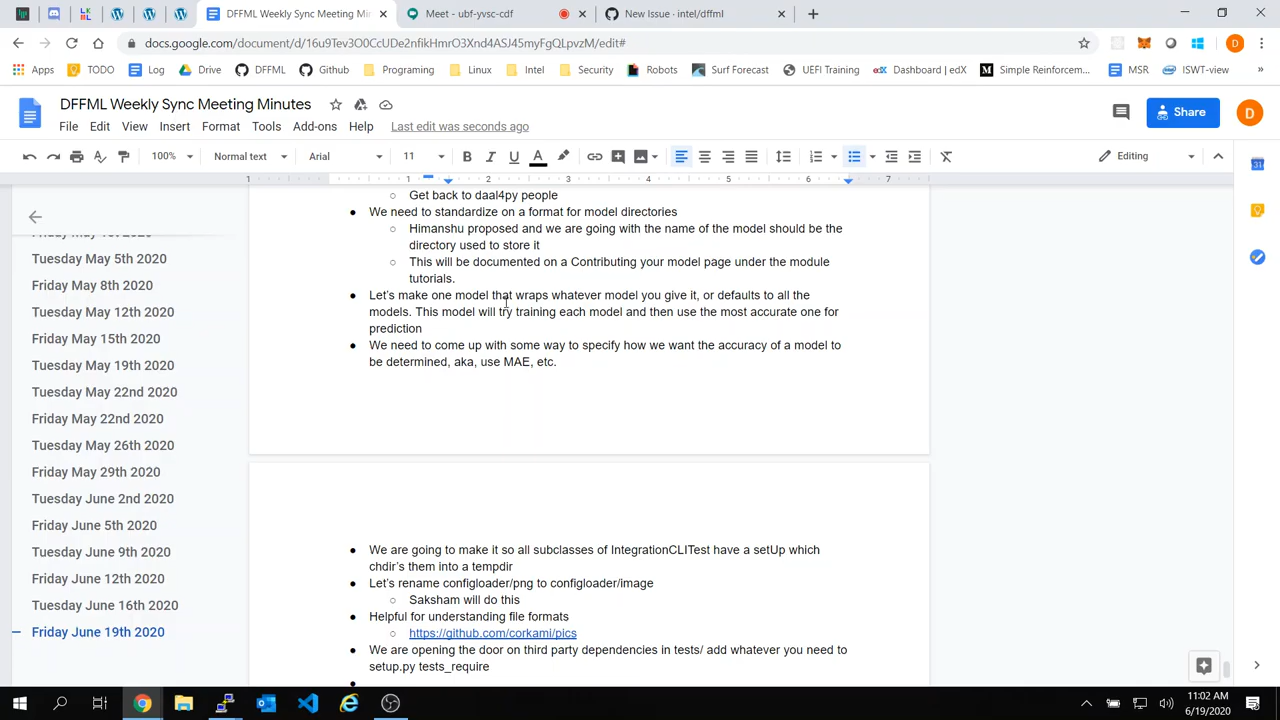 DFFML Weekly Sync Meeting Min
Meet - ubf-yvsc-cdf
New Issue · intel/dffml
docs.google.com/document/d/16u9Tev3O0CcUDe2nfikHmrO3Xnd4ASJ45myFgQLpvzM/edit#
D
Apps
TODO
Log
Drive
DFFML
Github
Programing
Linux
Intel
Security
Robots
Surf Forecast
UEFI Training
Dashboard | edX
Simple Reinforcem...
MSR
ISWT-view
DFFML Weekly Sync Meeting Minutes
File Edit View Insert Format Tools Add-ons Help Last edit was seconds ago
Share
D
100% Normal text Arial 11
Editing
1 1 2 3 4 5 6 7
Tuesday May 5th 2020
Friday May 8th 2020
Tuesday May 12th 2020
Friday May 15th 2020
Tuesday May 19th 2020
Tuesday May 22nd 2020
Friday May 22nd 2020
Tuesday May 26th 2020
Friday May 29th 2020
Tuesday June 2nd 2020
Friday June 5th 2020
Tuesday June 9th 2020
Friday June 12th 2020
Tuesday June 16th 2020
Friday June 19th 2020
○ Get back to daal4py people
● We need to standardize on a format for model directories
○ Himanshu proposed and we are going with the name of the model should be the
directory used to store it
○ This will be documented on a Contributing your model page under the module
tutorials.
● Let's make one model that wraps whatever model you give it, or defaults to all the
models. This model will try training each model and then use the most accurate one for
prediction
● We need to come up with some way to specify how we want the accuracy of a model to
be determined, aka, use MAE, etc.
● We are going to make it so all subclasses of IntegrationCLITest have a setUp which
chdir's them into a tempdir
● Let's rename configloader/png to configloader/image
○ Saksham will do this
● Helpful for understanding file formats
○ https://github.com/corkami/pics
● We are opening the door on third party dependencies in tests/ add whatever you need to
setup.py tests_require
11:02 AM
6/19/2020